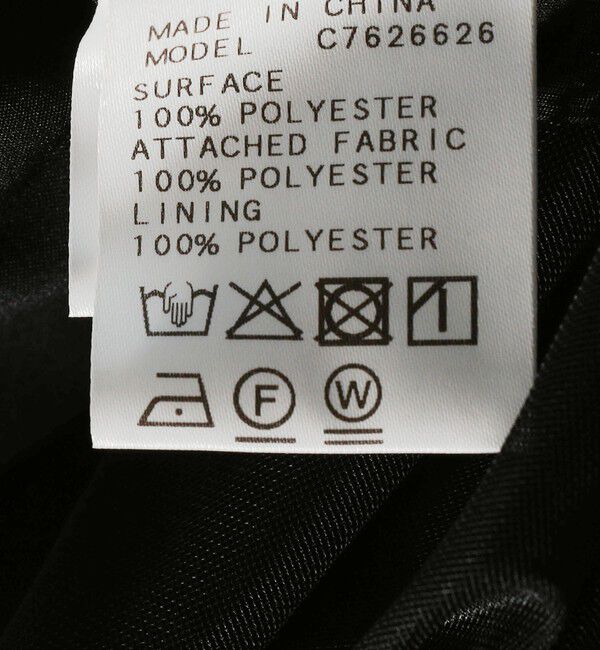 MADE IN CHINA
MODEL C7626626
SURFACE
100% POLYESTER
ATTACHED FABRIC
100% POLYESTER
LINING
100% POLYESTER
F W